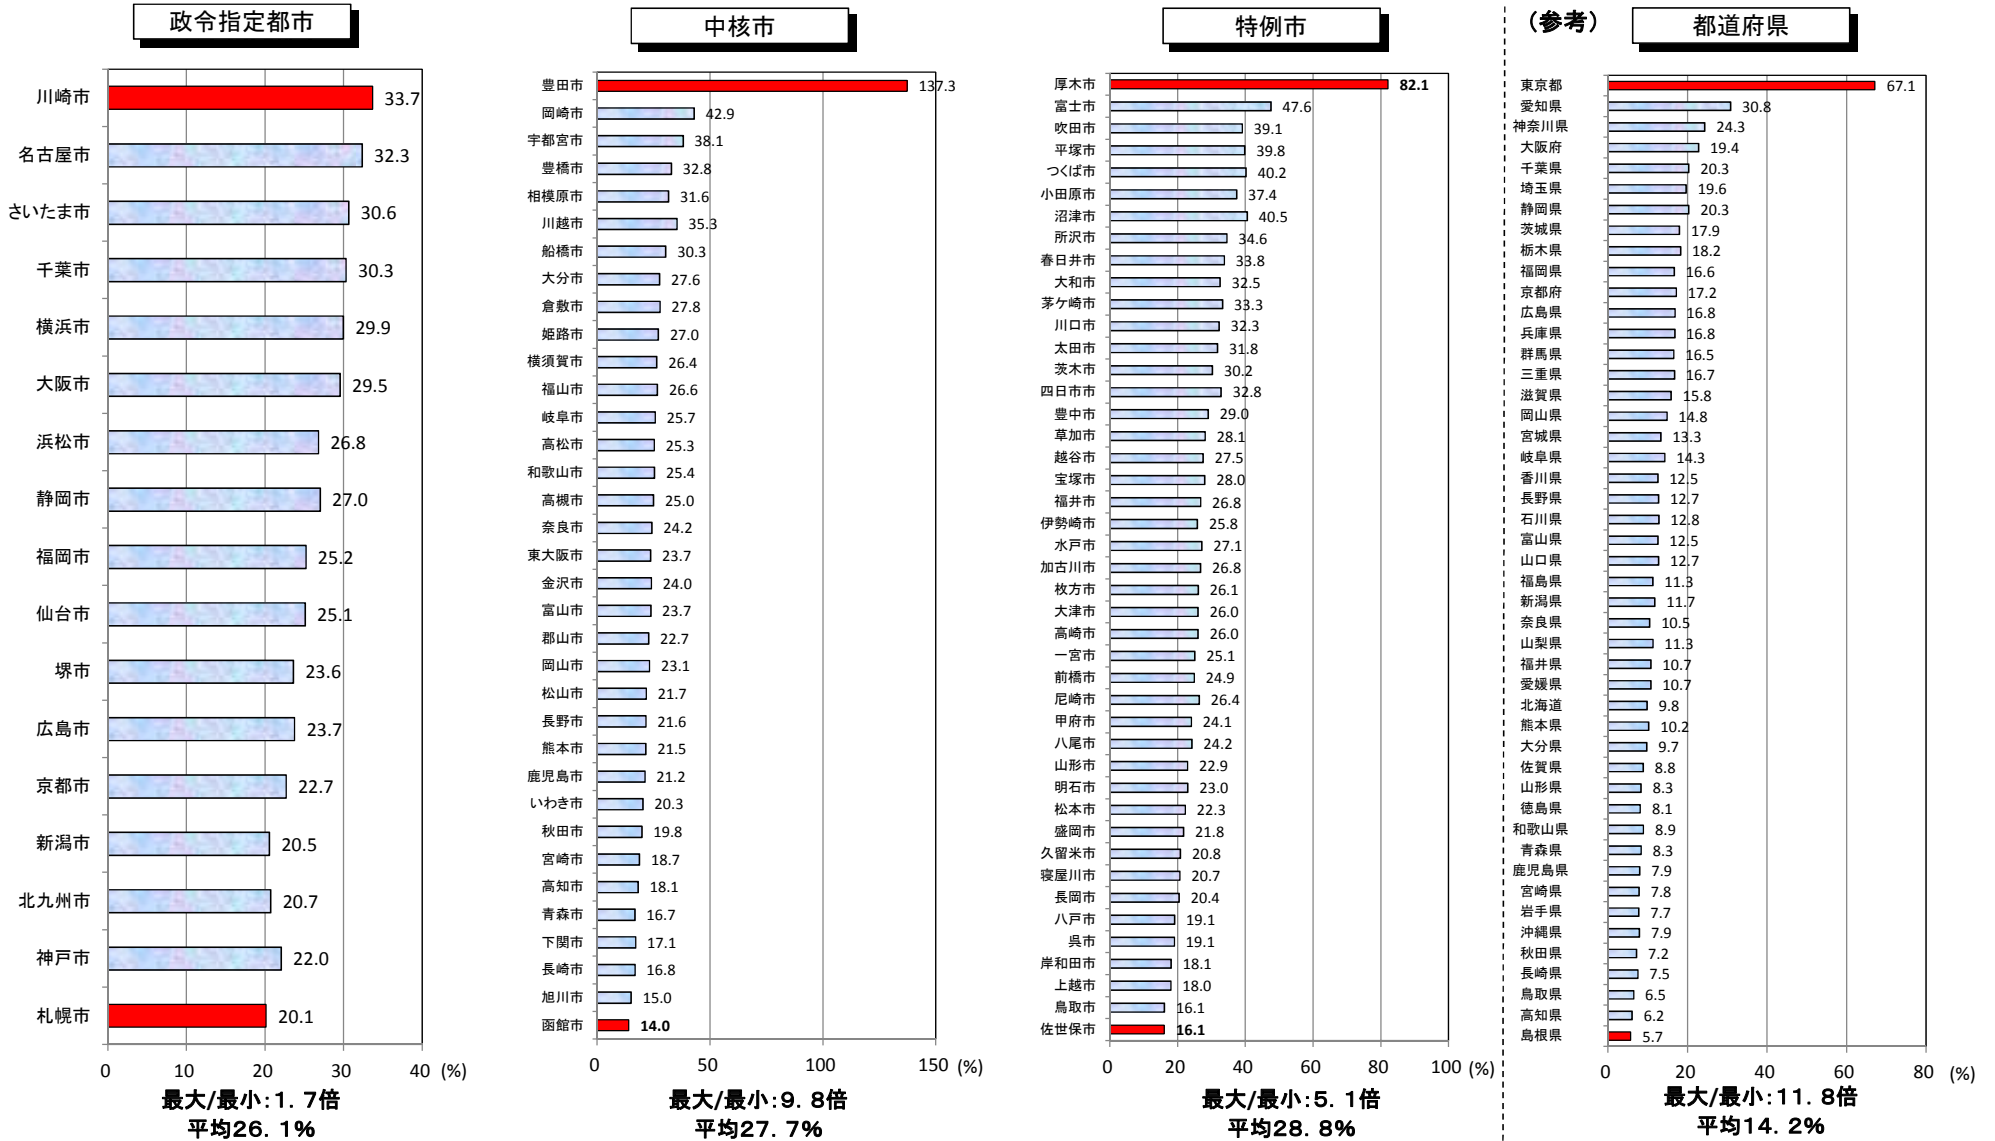 政令指定都市
川崎市 33.7
名古屋市 32.3
さいたま市 30.6
千葉市 30.3
横浜市 29.9
大阪市 29.5
浜松市 26.8
静岡市 27.0
福岡市 25.2
仙台市 25.1
堺市 23.6
広島市 23.7
京都市 22.7
新潟市 20.5
北九州市 20.7
神戸市 22.0
札幌市 20.1
0 10 20 30 40 (%)
最大/最小:1.7倍
平均26.1%
中核市
豊田市 137.3
岡崎市 42.9
宇都宮市 38.1
豊橋市 32.8
相模原市 31.6
川越市 35.3
船橋市 30.3
大分市 27.6
倉敷市 27.8
姫路市 27.0
横須賀市 26.4
福山市 26.6
岐阜市 25.7
高松市 25.3
和歌山市 25.4
高槻市 25.0
奈良市 24.2
東大阪市 23.7
金沢市 24.0
富山市 23.7
郡山市 22.7
岡山市 23.1
松山市 21.7
長野市 21.6
熊本市 21.5
鹿児島市 21.2
いわき市 20.3
秋田市 19.8
宮崎市 18.7
高知市 18.1
青森市 16.7
下関市 17.1
長崎市 16.8
旭川市 15.0
函館市 14.0
0 50 100 150 (%)
最大/最小:9.8倍
平均27.7%
特例市
厚木市 82.1
富士市 47.6
吹田市 39.1
平塚市 39.8
つくば市 40.2
小田原市 37.4
沼津市 40.5
所沢市 34.6
春日井市 33.8
大和市 32.5
茅ケ崎市 33.3
川口市 32.3
太田市 31.8
茨木市 30.2
四日市市 32.8
豊中市 29.0
草加市 28.1
越谷市 27.5
宝塚市 28.0
福井市 26.8
伊勢崎市 25.8
水戸市 27.1
加古川市 26.8
枚方市 26.1
大津市 26.0
高崎市 26.0
一宮市 25.1
前橋市 24.9
尼崎市 26.4
甲府市 24.1
八尾市 24.2
山形市 22.9
明石市 23.0
松本市 22.3
盛岡市 21.8
久留米市 20.8
寝屋川市 20.7
長岡市 20.4
八戸市 19.1
呉市 19.1
岸和田市 18.1
上越市 18.0
鳥取市 16.1
佐世保市 16.1
0 20 40 60 80 100 (%)
最大/最小:5.1倍
平均28.8%
(参考) 都道府県
東京都 67.1
愛知県 30.8
神奈川県 24.3
大阪府 19.4
千葉県 20.3
埼玉県 19.6
静岡県 20.3
茨城県 17.9
栃木県 18.2
福岡県 16.6
京都府 17.2
広島県 16.8
兵庫県 16.8
群馬県 16.5
三重県 16.7
滋賀県 15.8
岡山県 14.8
宮城県 13.3
岐阜県 14.3
香川県 12.5
長野県 12.7
石川県 12.8
富山県 12.5
山口県 12.7
福島県 11.3
新潟県 11.7
奈良県 10.5
山梨県 11.3
福井県 10.7
愛媛県 10.7
北海道 9.8
熊本県 10.2
大分県 9.7
佐賀県 8.8
山形県 8.3
徳島県 8.1
和歌山県 8.9
青森県 8.3
鹿児島県 7.9
宮崎県 7.8
岩手県 7.7
沖縄県 7.9
秋田県 7.2
長崎県 7.5
鳥取県 6.5
高知県 6.2
島根県 5.7
0 20 40 60 80 (%)
最大/最小:11.8倍
平均14.2%